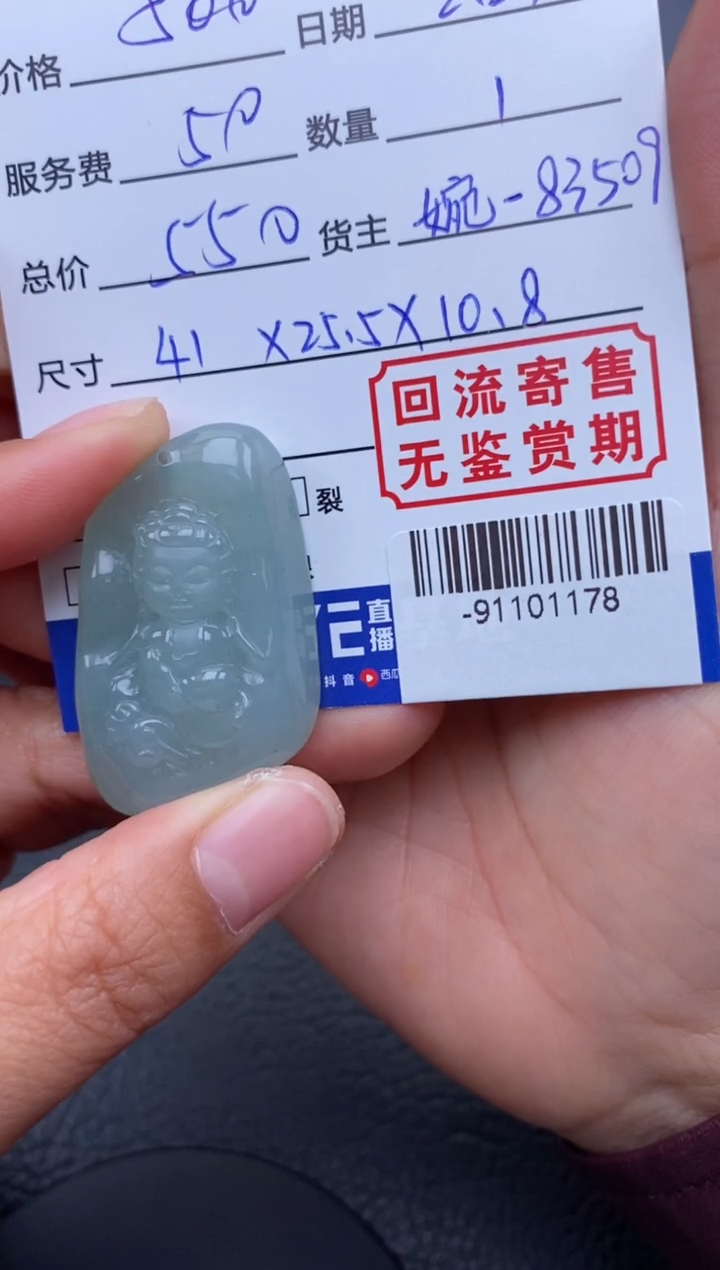 价格 500 日期
服务费 50 数量 1
总价 550 货主 婉-83509
尺寸 41 X25.5X10.8
回流寄售
无鉴赏期
裂
-91101178
直播
抖音 西瓜